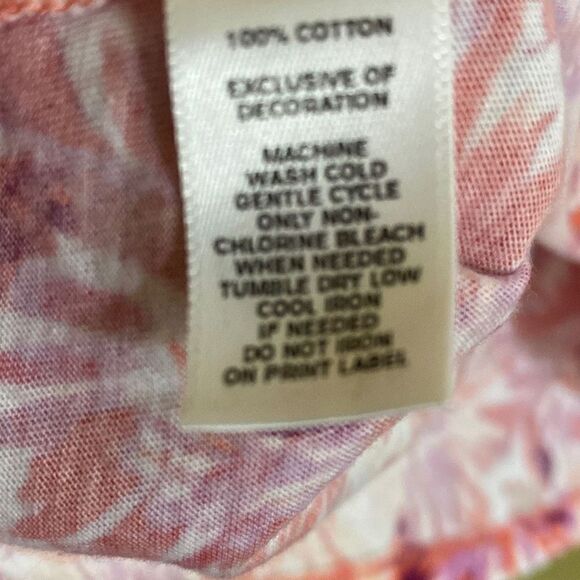 100% COTTON
EXCLUSIVE OF
DECORATION
MACHINE
WASH COLD
GENTLE CYCLE
ONLY NON-
CHLORINE BLEACH
WHEN NEEDED
TUMBLE DRY LOW
COOL IRON
IF NEEDED
DO NOT IRON
ON PRINT LABEL